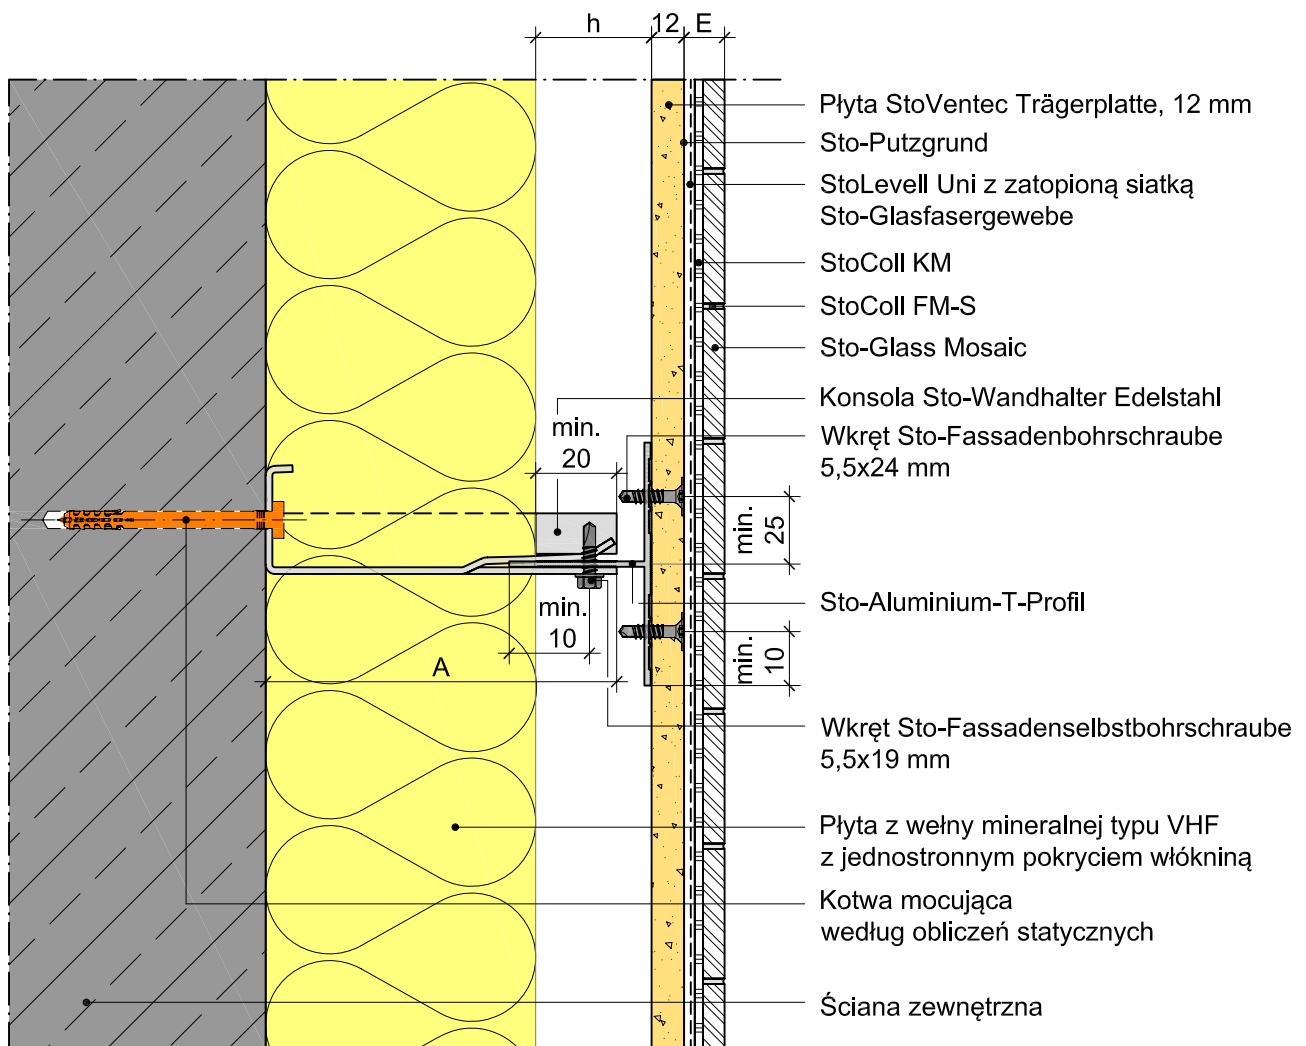 h 12 E
Płyta StoVentec Trägerplatte, 12 mm
Sto-Putzgrund
StoLevell Uni z zatopioną siatką
Sto-Glasfasergewebe
StoColl KM
StoColl FM-S
Sto-Glass Mosaic
Konsola Sto-Wandhalter Edelstahl
min.
20
Wkręt Sto-Fassadenbohrschraube
5,5x24 mm
min.
25
Sto-Aluminium-T-Profil
min.
10
min.
10
A
Wkręt Sto-Fassadenselbstbohrschraube
5,5x19 mm
Płyta z wełny mineralnej typu VHF
z jednostronnym pokryciem włókniną
Kotwa mocująca
według obliczeń statycznych
Ściana zewnętrzna